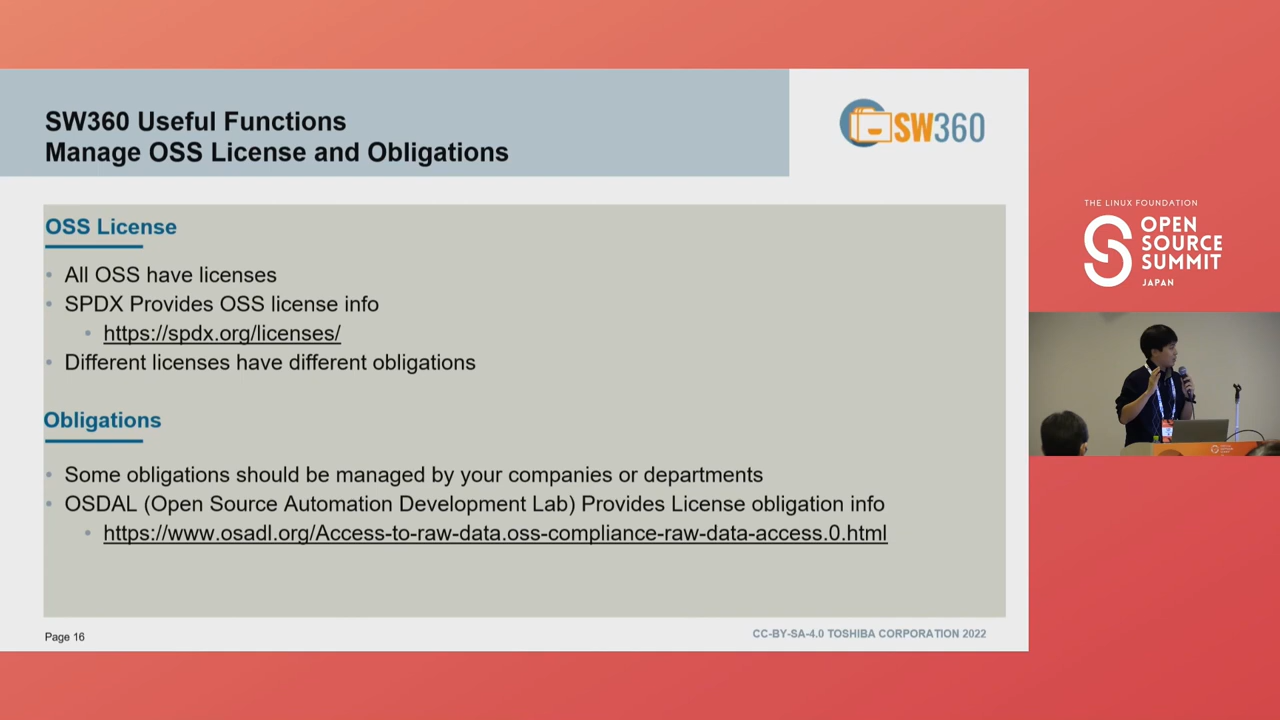 SW360 Useful Functions
Manage OSS License and Obligations
SW360
OSS License
All OSS have licenses
SPDX Provides OSS license info
https://spdx.org/licenses/
Different licenses have different obligations
Obligations
Some obligations should be managed by your companies or departments
OSDAL (Open Source Automation Development Lab) Provides License obligation info
https://www.osadl.org/Access-to-raw-data.oss-compliance-raw-data-access.0.html
Page 16
CC-BY-SA-4.0 TOSHIBA CORPORATION 2022
THE LINUX FOUNDATION
OPEN
SOURCE
SUMMIT
JAPAN